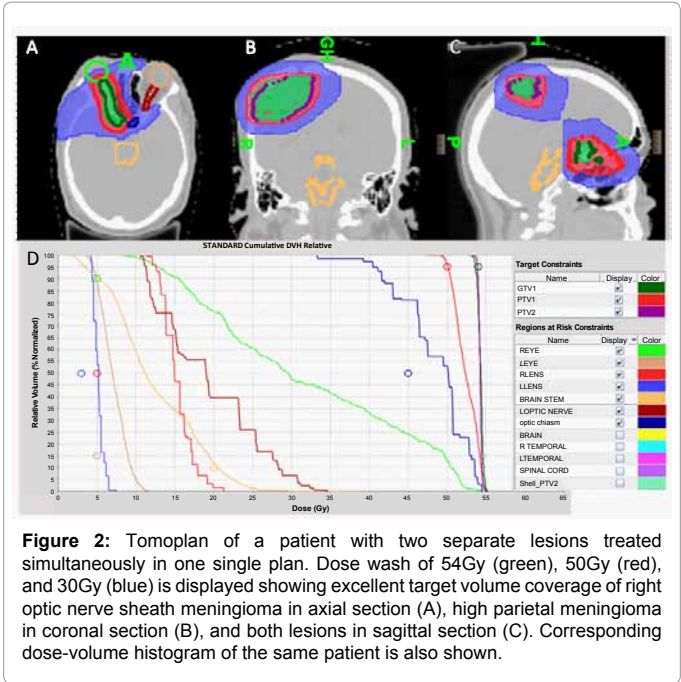 A
B
C
A
GH
R
L
H
P
A
D
STANDARD Cumulative DVH Relative
Relative Volume (% Normalized)
100
95
90
85
80
75
70
65
60
55
50
45
40
35
30
25
20
15
10
5
0
0 5 10 15 20 25 30 35 40 45 50 55 60 65
Dose (Gy)
Target Constraints
Name Display Color
GTV1
PTV1
PTV2
Regions at Risk Constraints
Name Display Color
REYE
LEYE
RLENS
LLENS
BRAIN STEM
LOPTIC NERVE
optic chiasm
BRAIN
R TEMPORAL
LTEMPORAL
SPINAL CORD
Shell_PTV2
Figure 2: Tomoplan of a patient with two separate lesions treated
simultaneously in one single plan. Dose wash of 54Gy (green), 50Gy (red),
and 30Gy (blue) is displayed showing excellent target volume coverage of right
optic nerve sheath meningioma in axial section (A), high parietal meningioma
in coronal section (B), and both lesions in sagittal section (C). Corresponding
dose-volume histogram of the same patient is also shown.